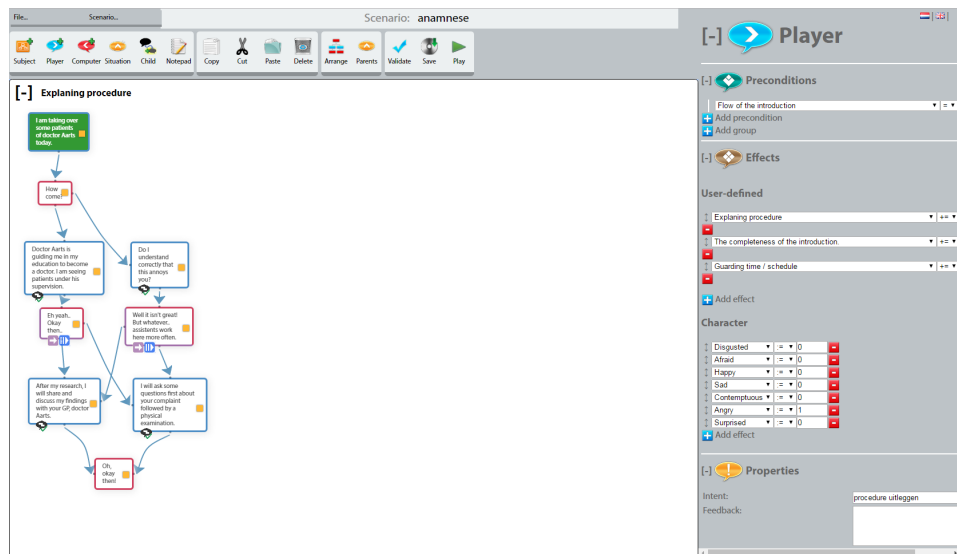 File...
Scenario...
Scenario: anamnese
Subject
Player
Computer
Situation
Child
Notepad
Copy
Cut
Paste
Delete
Arrange
Parents
Validate
Save
Play
[-] Explaning procedure
I am taking over
some patients
of doctor Aarts
today.
How
come?
Doctor Aarts is
guiding me in my
education to become
a doctor. I am seeing
patients under his
supervision.
Do I
understand
correctly that
this annoys
you?
Eh yeah..
Okay
then..
Well it isn't great!
But whatever,
assistents work
here more often.
After my research, I
will share and
discuss my findings
with your GP, doctor
Aarts.
I will ask some
questions first about
your complaint
followed by a
physical
examination.
Oh,
okay
then!
[-] Player
[-] Preconditions
Flow of the introduction =
Add precondition
Add group
[-] Effects
User-defined
Explaning procedure +=
The completeness of the introduction. +=
Guarding time / schedule +=
Add effect
Character
Disgusted := 0
Afraid := 0
Happy := 0
Sad := 0
Contemptuous := 0
Angry := 1
Surprised := 0
Add effect
[-] Properties
Intent: procedure uitleggen
Feedback: